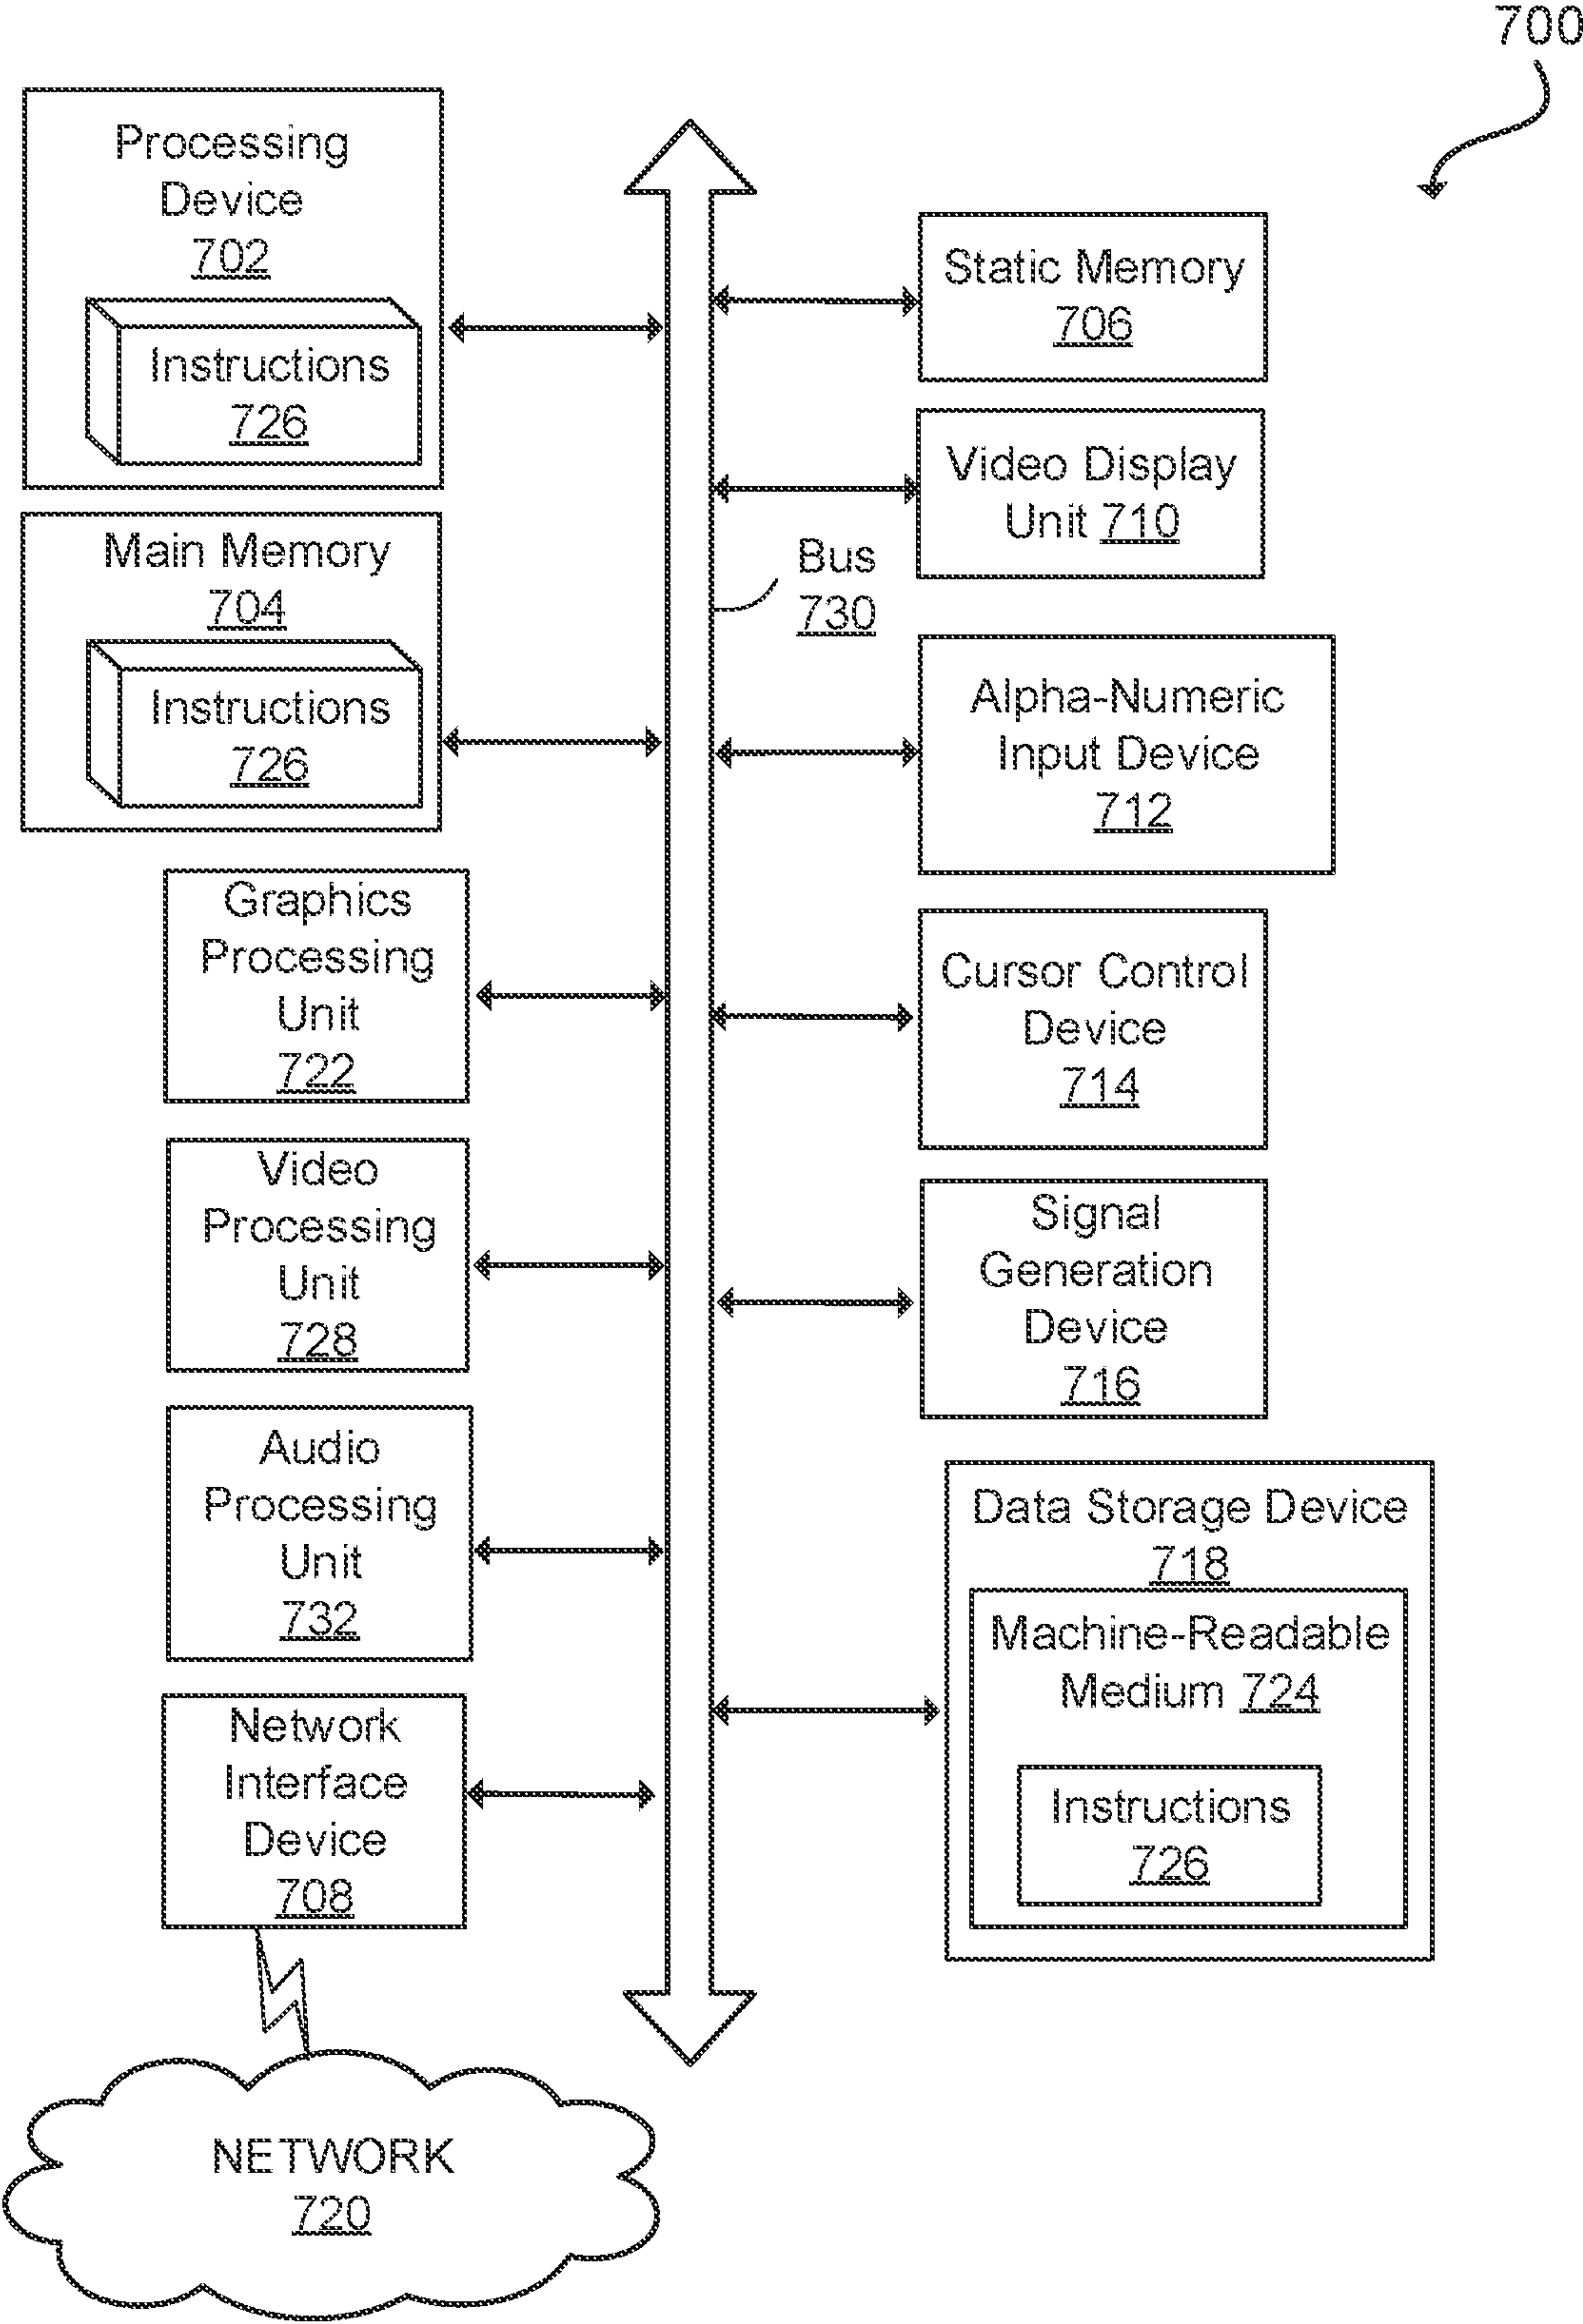 700
Processing
Device
702
Instructions
726
Main Memory
704
Instructions
726
Graphics
Processing
Unit
722
Video
Processing
Unit
728
Audio
Processing
Unit
732
Network
Interface
Device
708
NETWORK
720
Bus
730
Static Memory
706
Video Display
Unit 710
Alpha-Numeric
Input Device
712
Cursor Control
Device
714
Signal
Generation
Device
716
Data Storage Device
718
Machine-Readable
Medium 724
Instructions
726